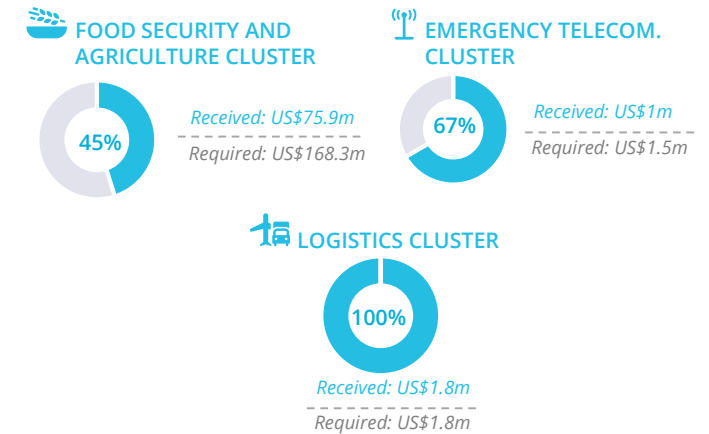 FOOD SECURITY AND
AGRICULTURE CLUSTER
45%
Received: US$75.9m
Required: US$168.3m
EMERGENCY TELECOM.
CLUSTER
67%
Received: US$1m
Required: US$1.5m
LOGISTICS CLUSTER
100%
Received: US$1.8m
Required: US$1.8m